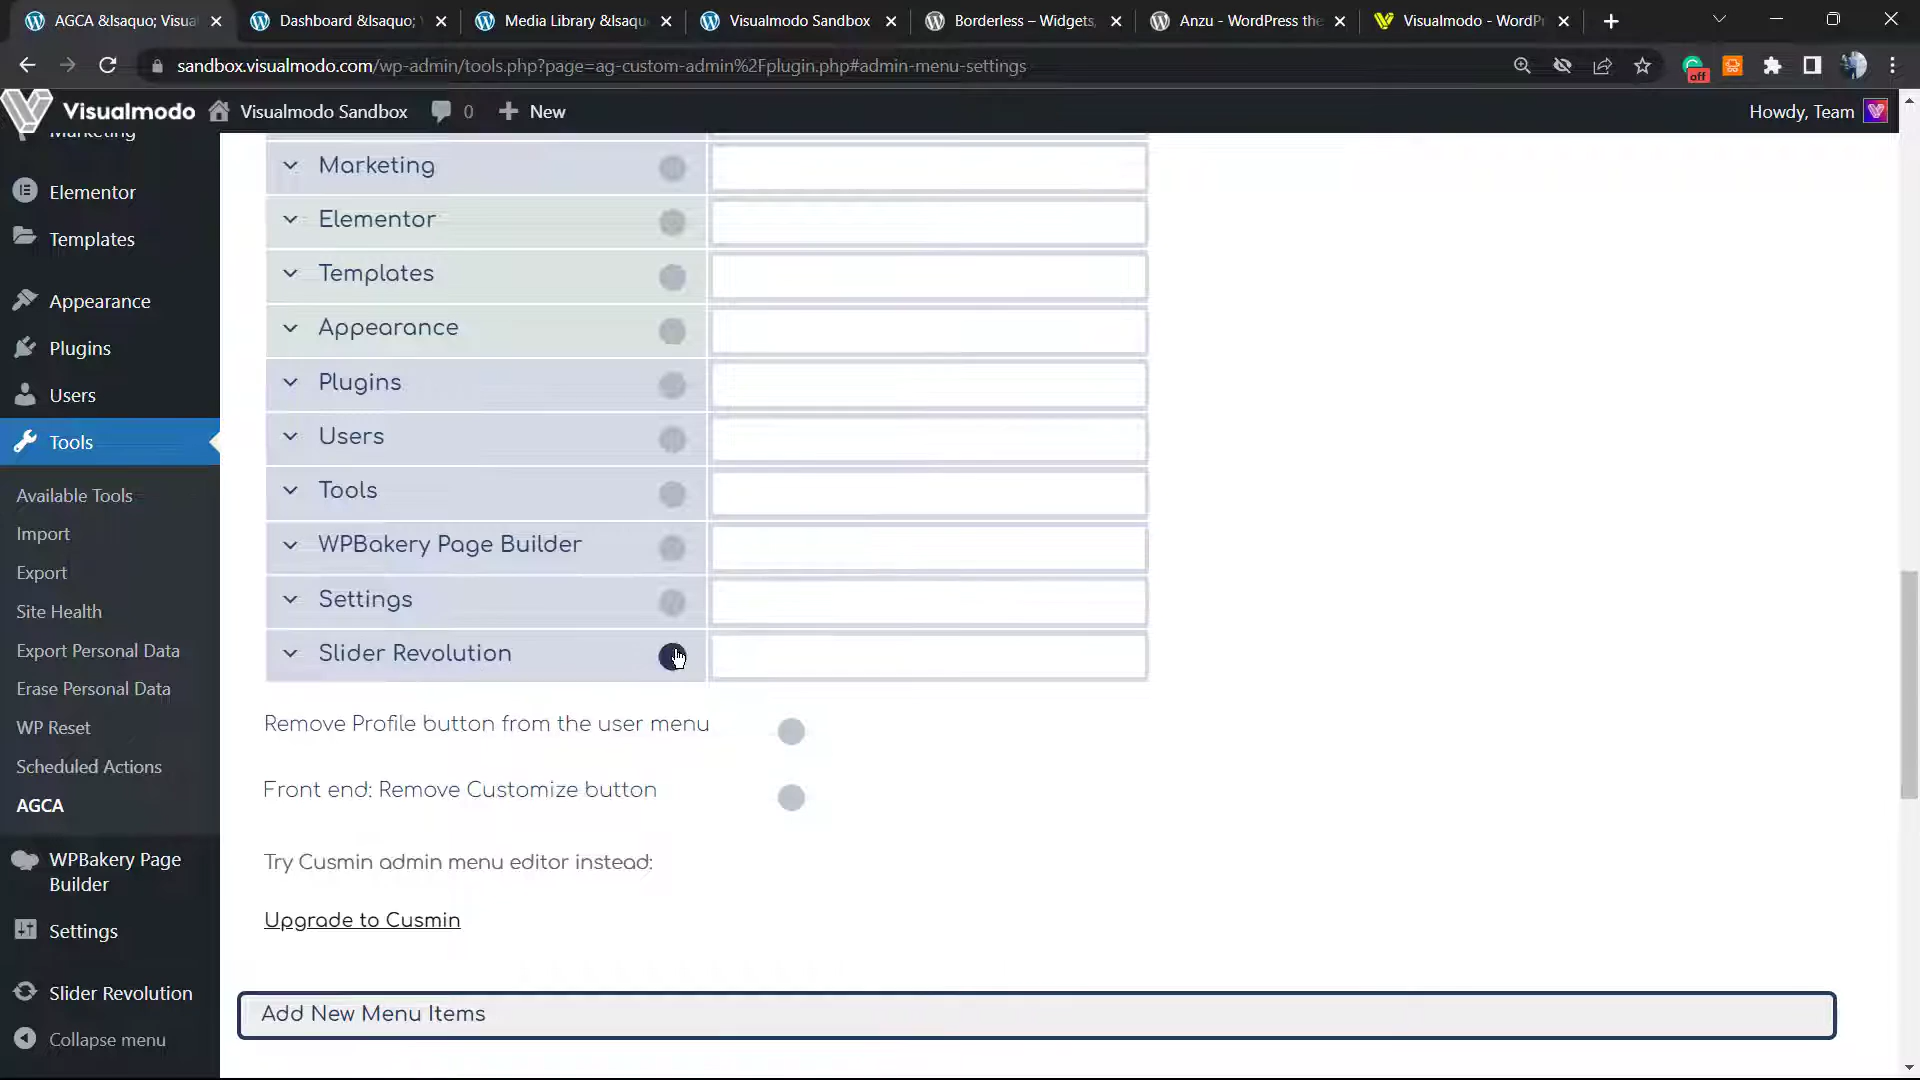 AGCA &lsaquo; Visua
Dashboard &lsaquo;
Media Library &lsaqu
Visualmodo Sandbox
Borderless – Widgets,
Anzu - WordPress the
Visualmodo - WordP
sandbox.visualmodo.com/wp-admin/tools.php?page=ag-custom-admin%2Fplugin.php#admin-menu-settings
off
Visualmodo
Visualmodo Sandbox
0
New
Howdy, Team
Marketing
Elementor
Templates
Appearance
Plugins
Users
Tools
Available Tools
Import
Export
Site Health
Export Personal Data
Erase Personal Data
WP Reset
Scheduled Actions
AGCA
WPBakery Page
Builder
Settings
Slider Revolution
Collapse menu
Marketing
Elementor
Templates
Appearance
Plugins
Users
Tools
WPBakery Page Builder
Settings
Slider Revolution
Remove Profile button from the user menu
Front end: Remove Customize button
Try Cusmin admin menu editor instead:
Upgrade to Cusmin
Add New Menu Items